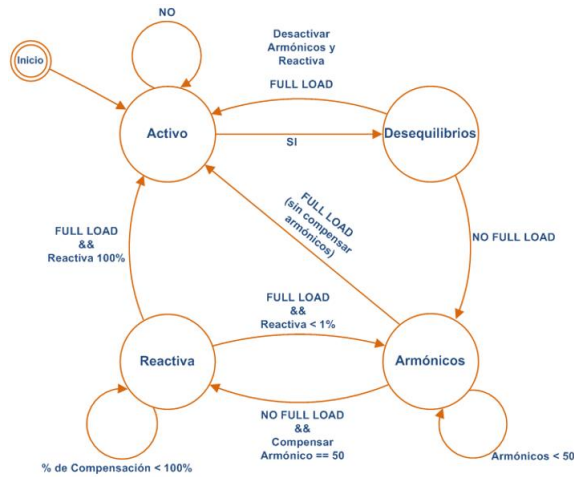 NO
Desactivar
Armónicos y
Reactiva
Inicio
FULL LOAD
Activo
Desequilibrios
SI
FULL LOAD
(sin compensar
armónicos)
FULL LOAD
&&
Reactiva 100%
NO FULL LOAD
FULL LOAD
&&
Reactiva < 1%
Reactiva
Armónicos
NO FULL LOAD
&&
Compensar
Armónico == 50
Armónicos < 50
% de Compensación < 100%